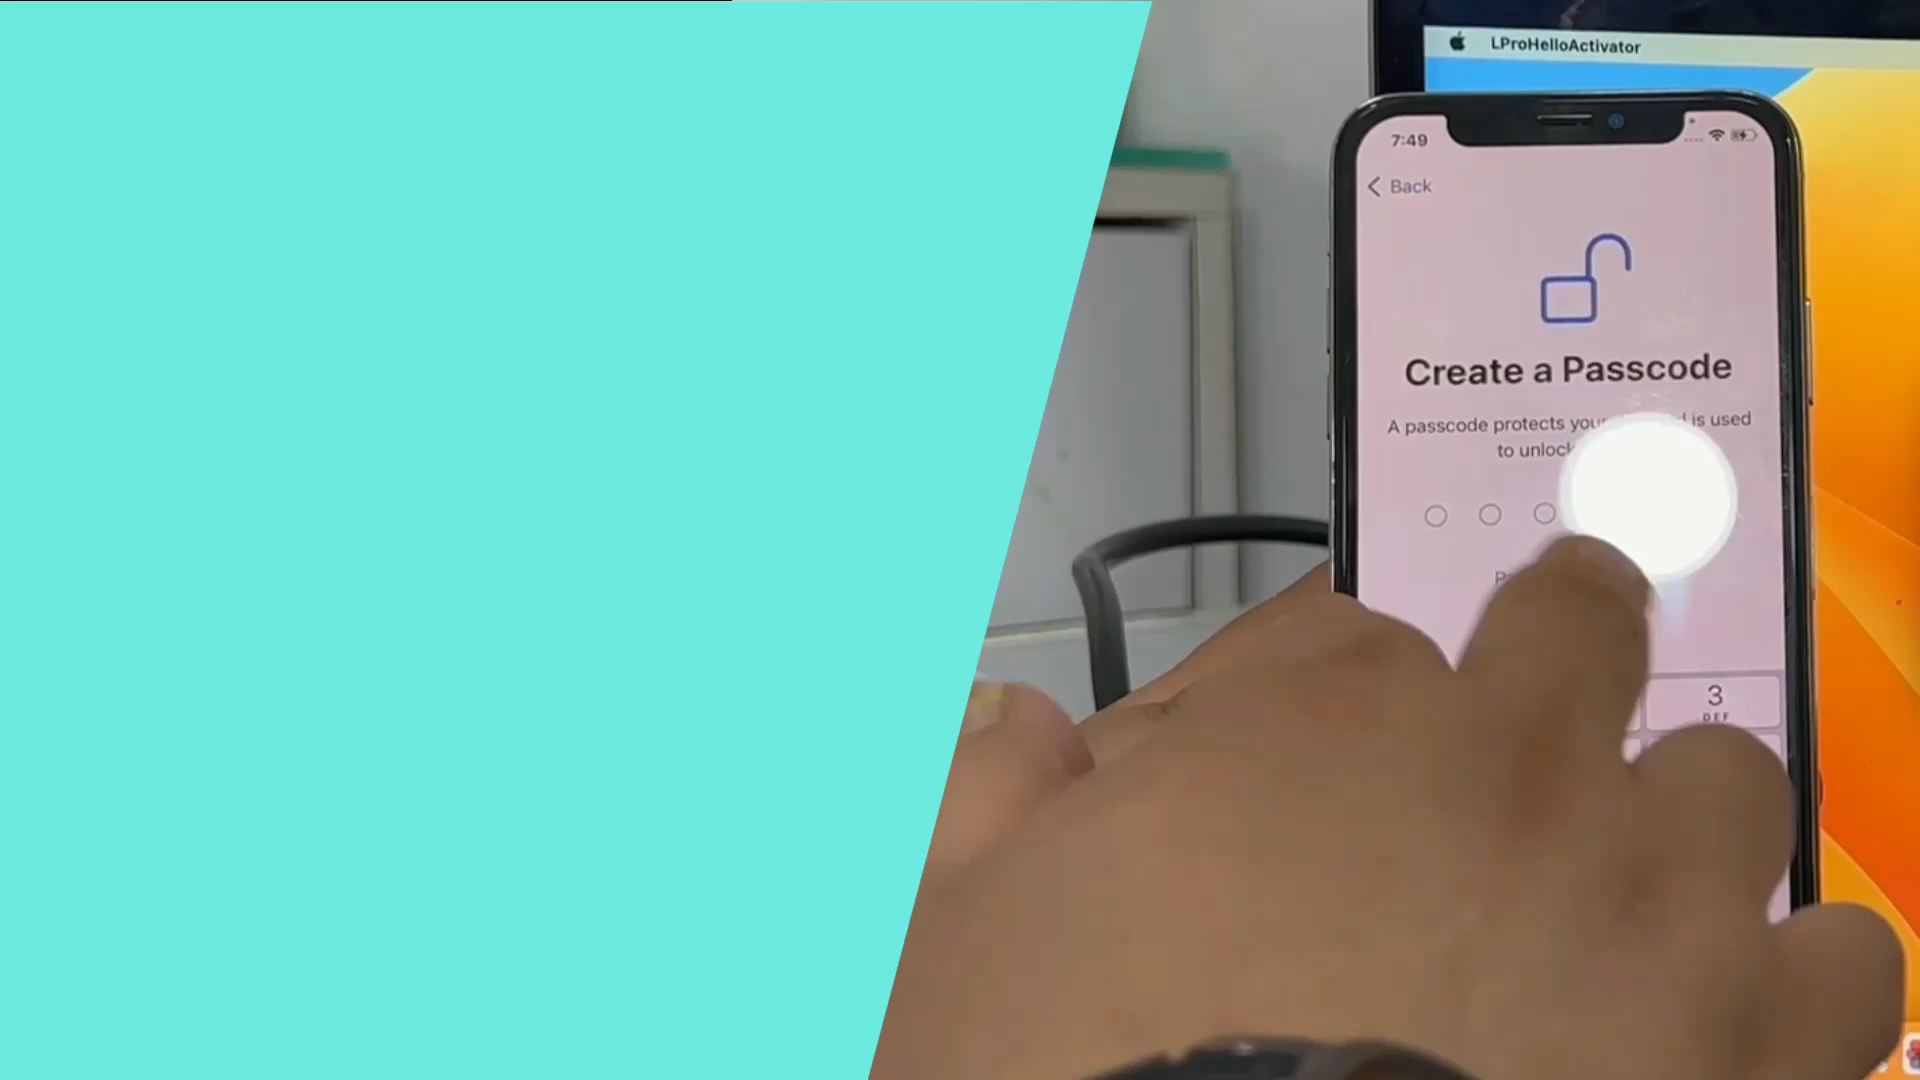 LProHelloActivator
7:49
Back
Create a Passcode
A passcode protects your is used
to unlock
3
DEF